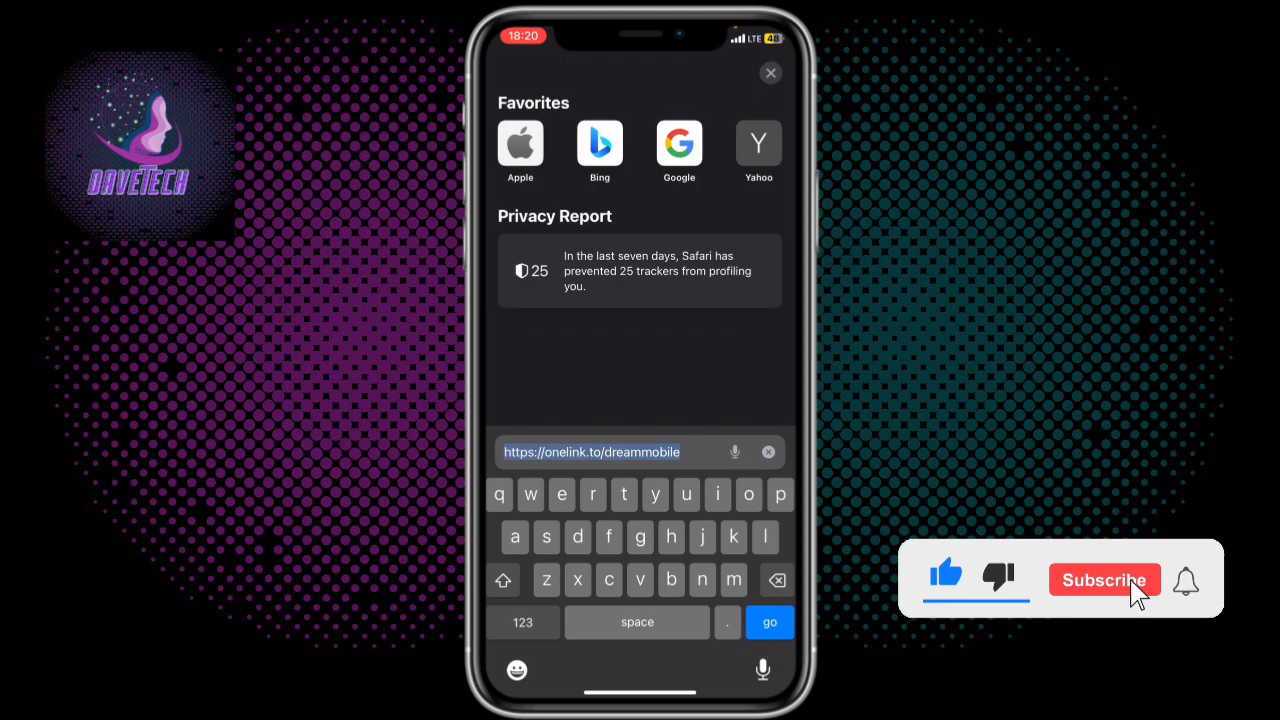 DAVETECH
18:20
LTE 48
Favorites
Apple
Bing
Google
Y
Yahoo
Privacy Report
25
In the last seven days, Safari has
prevented 25 trackers from profiling
you.
https://onelink.to/dreammobile
q w e r t y u i o p
a s d f g h j k l
z x c v b n m
123 space . go
Subscribe